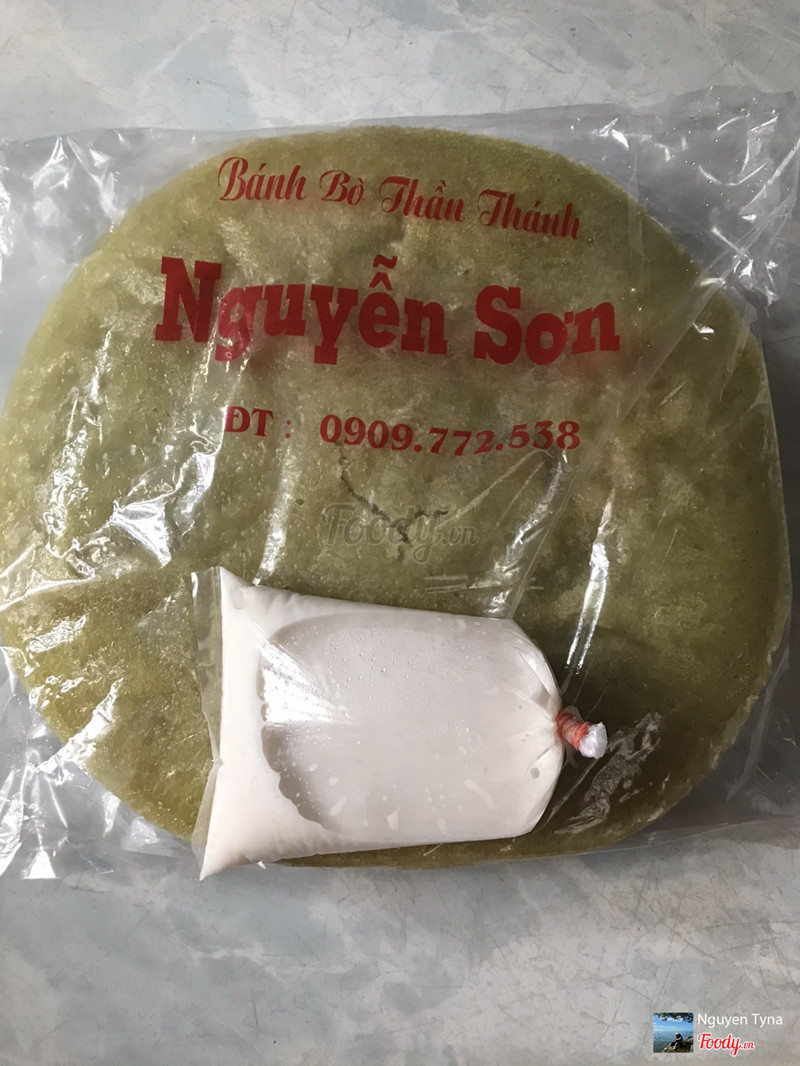 Bánh Bò Thần Thánh
Nguyễn Sơn
ĐT : 0909.772.538
Foody.vn
Nguyen Tyna
Foody.vn